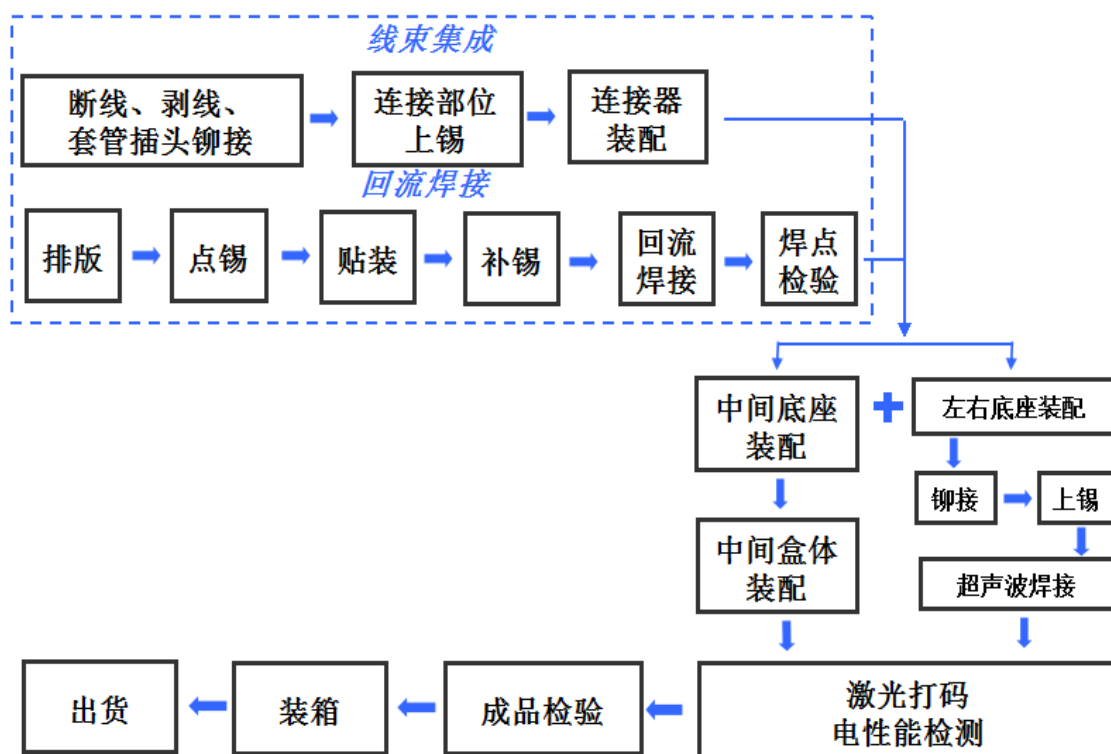 线束集成
断线、剥线、
套管插头铆接
连接部位
上锡
连接器
装配
回流焊接
排版
点锡
贴装
补锡
回流
焊接
焊点
检验
中间底座
装配
左右底座装配
铆接
上锡
中间盒体
装配
超声波焊接
出货
装箱
成品检验
激光打码
电性能检测